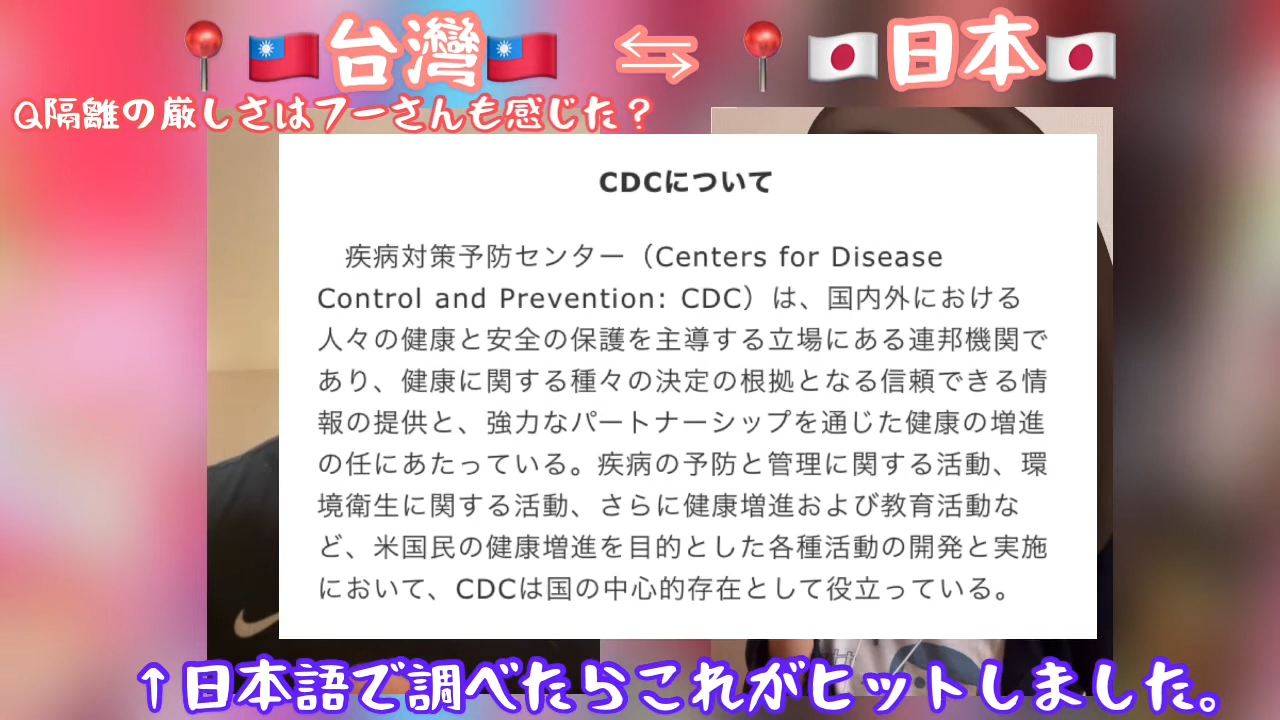 台灣 ⇆ 日本
Q隔離の厳しさはフーさんも感じた？
CDCについて
疾病対策予防センター（Centers for Disease
Control and Prevention: CDC）は、国内外における
人々の健康と安全の保護を主導する立場にある連邦機関で
あり、健康に関する種々の決定の根拠となる信頼できる情
報の提供と、強力なパートナーシップを通じた健康の増進
の任にあたっている。疾病の予防と管理に関する活動、環
境衛生に関する活動、さらに健康増進および教育活動な
ど、米国民の健康増進を目的とした各種活動の開発と実施
において、CDCは国の中心的存在として役立っている。
↑日本語で調べたらこれがヒットしました。